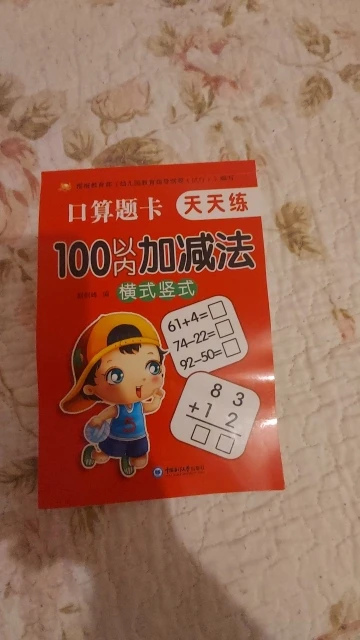 口算题卡 天天练
100以内加减法
横式竖式
61+4=□
74-22=□
92-50=□
8 3
+1 2
□ □